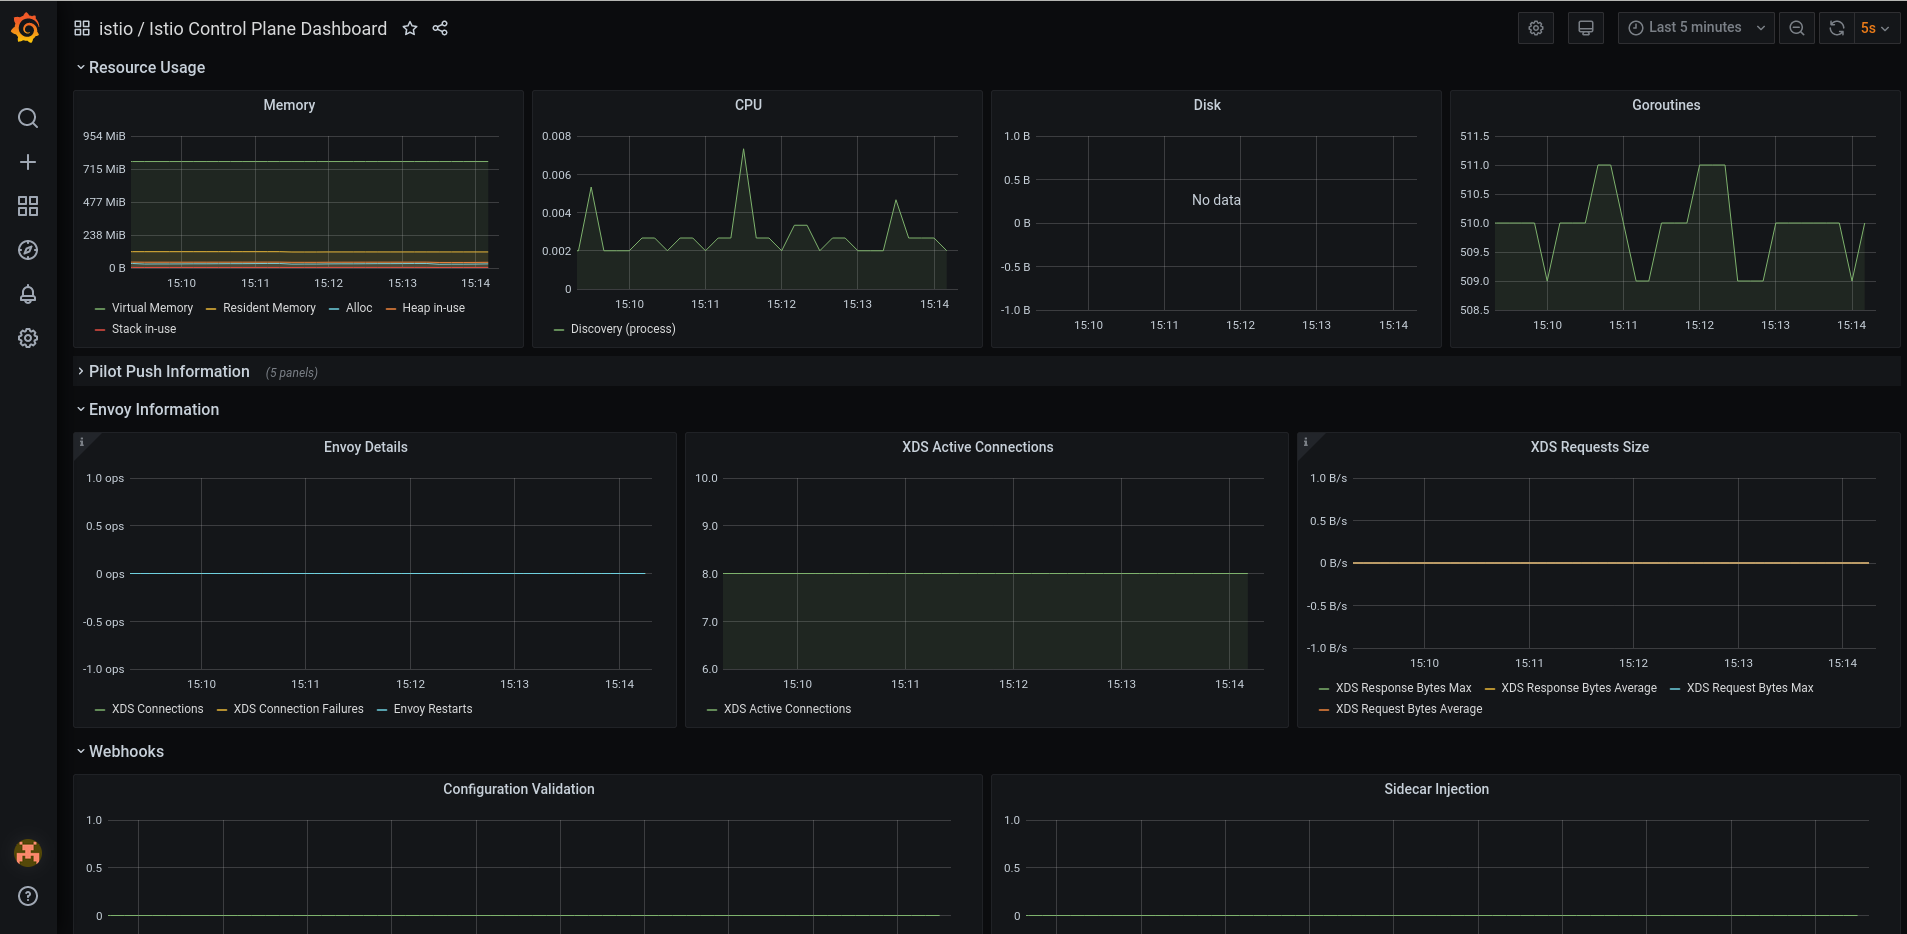 istio / Istio Control Plane Dashboard
Last 5 minutes
5s
Resource Usage
Memory
954 MiB
715 MiB
477 MiB
238 MiB
0 B
15:10 15:11 15:12 15:13 15:14
Virtual Memory Resident Memory Alloc Heap in-use
Stack in-use
CPU
0.008
0.006
0.004
0.002
0
15:10 15:11 15:12 15:13 15:14
Discovery (process)
Disk
1.0 B
0.5 B
0 B
-0.5 B
-1.0 B
No data
15:10 15:11 15:12 15:13 15:14
Goroutines
511.5
511.0
510.5
510.0
509.5
509.0
508.5
15:10 15:11 15:12 15:13 15:14
Pilot Push Information (5 panels)
Envoy Information
i
Envoy Details
1.0 ops
0.5 ops
0 ops
-0.5 ops
-1.0 ops
15:10 15:11 15:12 15:13 15:14
XDS Connections XDS Connection Failures Envoy Restarts
XDS Active Connections
10.0
9.0
8.0
7.0
6.0
15:10 15:11 15:12 15:13 15:14
XDS Active Connections
i
XDS Requests Size
1.0 B/s
0.5 B/s
0 B/s
-0.5 B/s
-1.0 B/s
15:10 15:11 15:12 15:13 15:14
XDS Response Bytes Max XDS Response Bytes Average XDS Request Bytes Max
XDS Request Bytes Average
Webhooks
Configuration Validation
1.0
0.5
0
Sidecar Injection
1.0
0.5
0
?